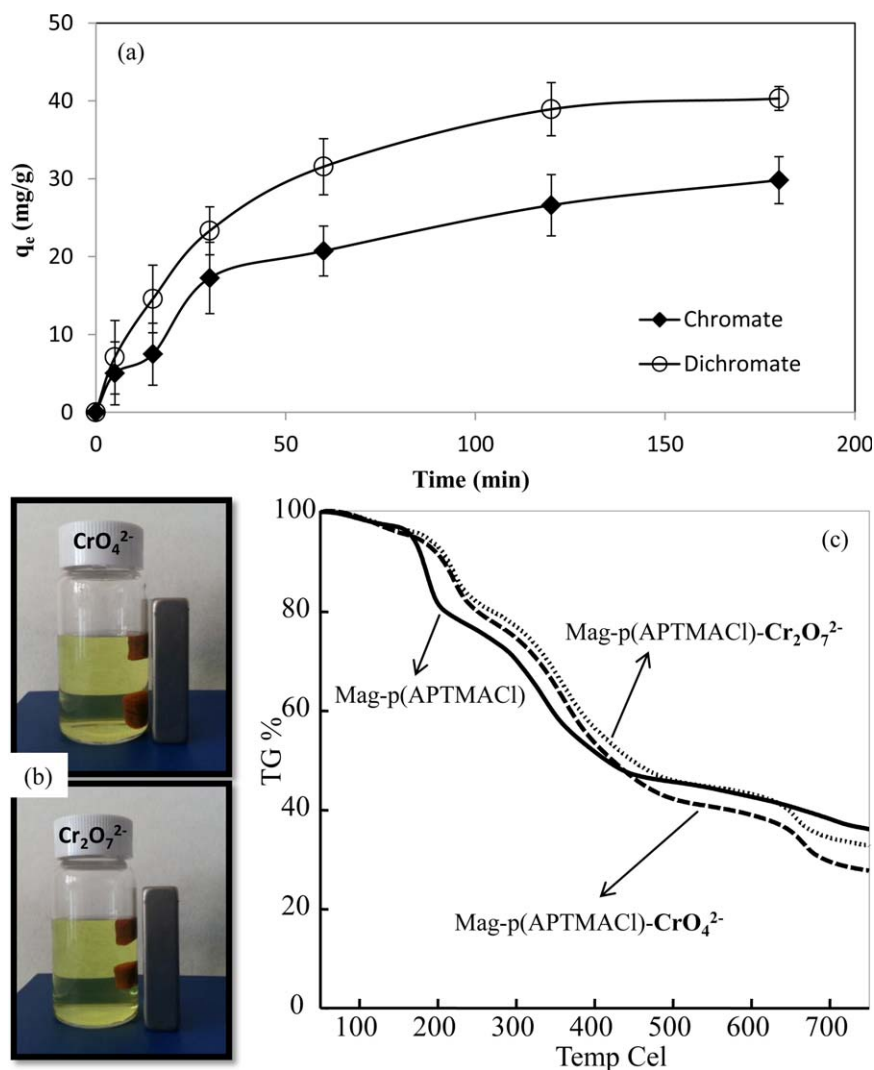 50
(a)
40
30
20
10
0
q<sub>e</sub> (mg/g)
Chromate
Dichromate
0
50
100
150
200
Time (min)
CrO₄²⁻
(b)
Cr₂O₇²⁻
100
(c)
80
60
40
20
0
TG %
Mag-p(APTMACl)-Cr₂O₇²⁻
Mag-p(APTMACl)
Mag-p(APTMACl)-CrO₄²⁻
100
200
300
400
500
600
700
Temp Cel